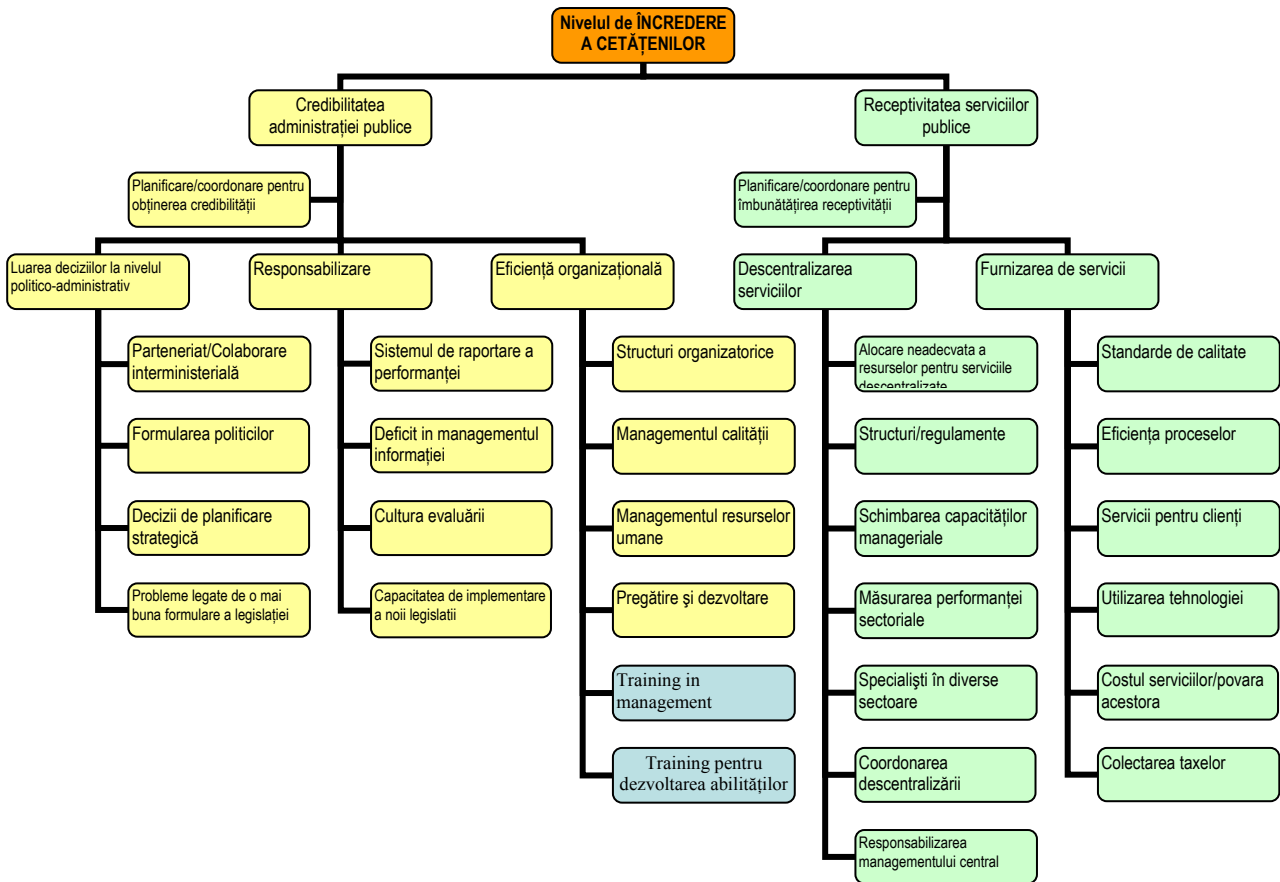 Nivelul de ÎNCREDERE
A CETĂȚENILOR
Credibilitatea
administrației publice
Receptivitatea serviciilor
publice
Planificare/coordonare pentru
obținerea credibilității
Planificare/coordonare pentru
îmbunătățirea receptivității
Luarea deciziilor la nivelul
politico-administrativ
Responsabilizare
Eficiență organizațională
Descentralizarea
serviciilor
Furnizarea de servicii
Parteneriat/Colaborare
interministerială
Formularea politicilor
Decizii de planificare
strategică
Probleme legate de o mai
buna formulare a legislației
Sistemul de raportare a
performanței
Deficit in managementul
informației
Cultura evaluării
Capacitatea de implementare
a noii legislatii
Structuri organizatorice
Managementul calității
Managementul resurselor
umane
Pregătire şi dezvoltare
Training in
management
Training pentru
dezvoltarea abilităților
Alocare neadecvata a
resurselor pentru serviciile
descentralizate
Structuri/regulamente
Schimbarea capacităților
manageriale
Măsurarea performanței
sectoriale
Specialişti în diverse
sectoare
Coordonarea
descentralizării
Responsabilizarea
managementului central
Standarde de calitate
Eficiența proceselor
Servicii pentru clienți
Utilizarea tehnologiei
Costul serviciilor/povara
acestora
Colectarea taxelor